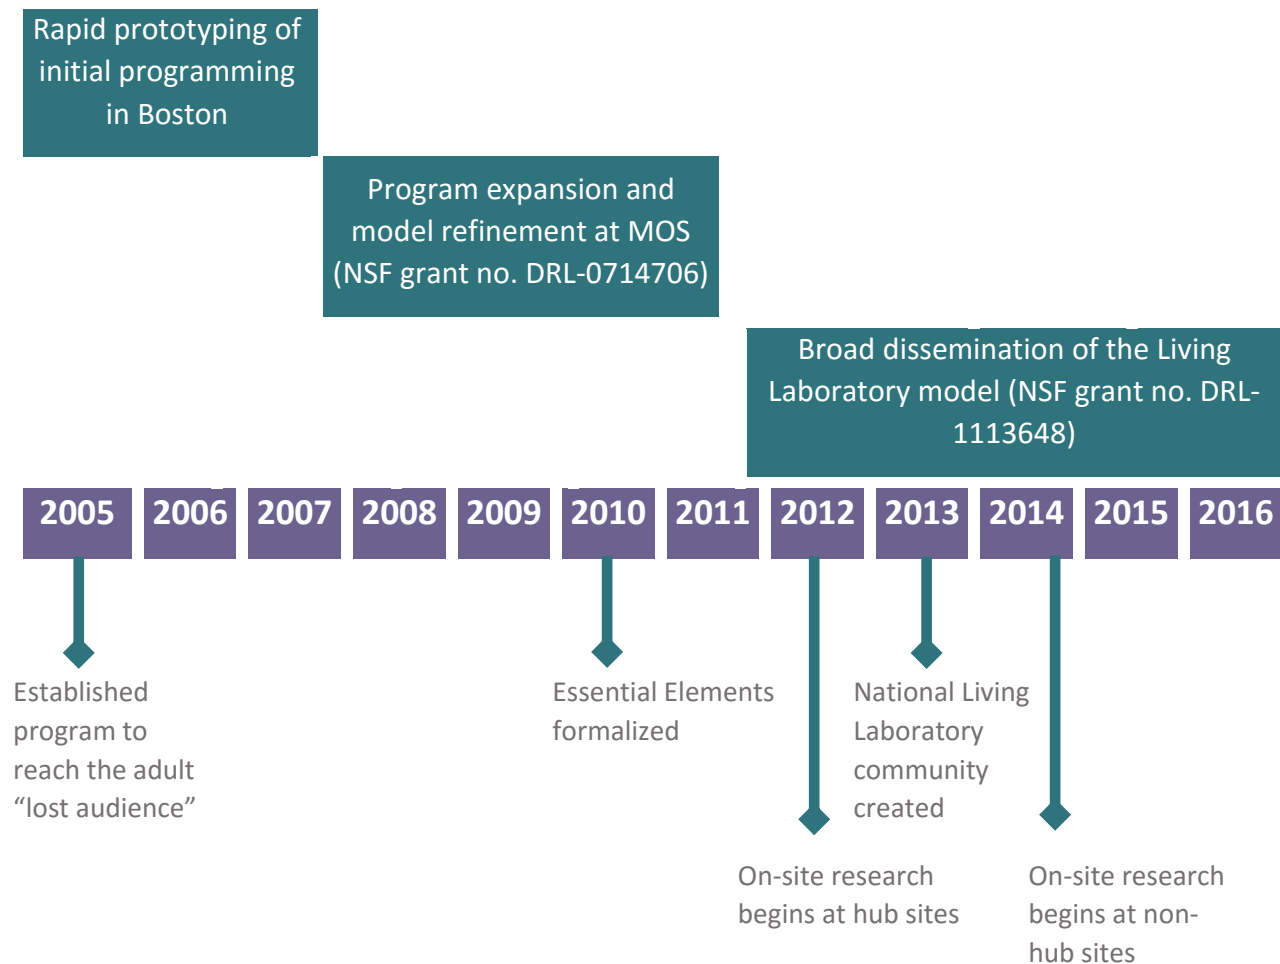 Rapid prototyping of
initial programming
in Boston
Program expansion and
model refinement at MOS
(NSF grant no. DRL-0714706)
Broad dissemination of the Living
Laboratory model (NSF grant no. DRL-
1113648)
2005 2006 2007 2008 2009 2010 2011 2012 2013 2014 2015 2016
Established
program to
reach the adult
“lost audience”
Essential Elements
formalized
On-site research
begins at hub sites
National Living
Laboratory
community
created
On-site research
begins at non-
hub sites